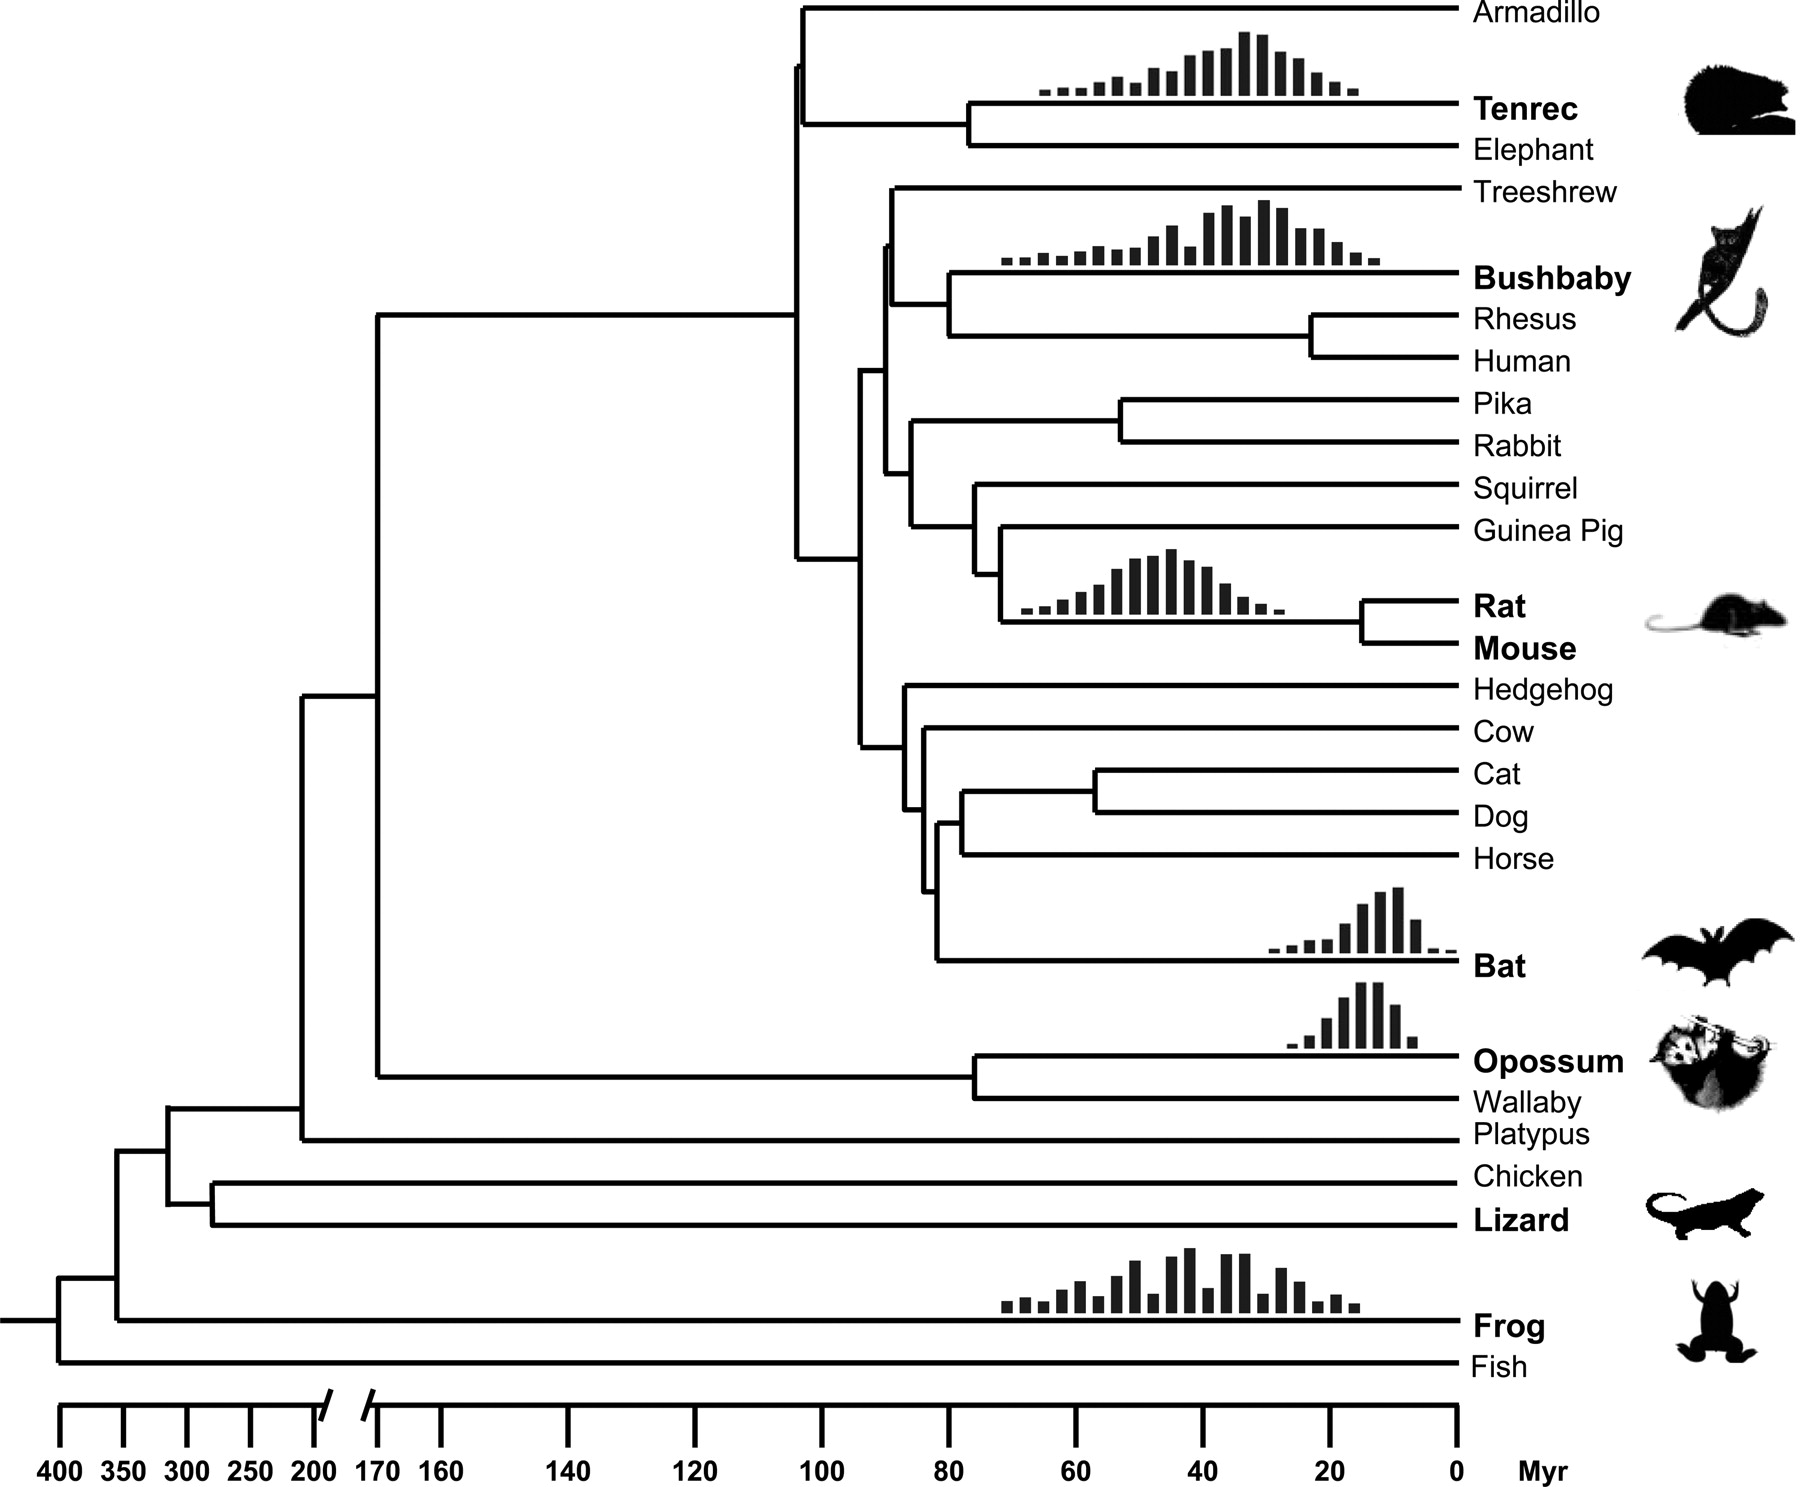 Armadillo
Tenrec
Elephant
Treeshrew
Bushbaby
Rhesus
Human
Pika
Rabbit
Squirrel
Guinea Pig
Rat
Mouse
Hedgehog
Cow
Cat
Dog
Horse
Bat
Opossum
Wallaby
Platypus
Chicken
Lizard
Frog
Fish
400 350 300 250 200 170 160 140 120 100 80 60 40 20 0 Myr